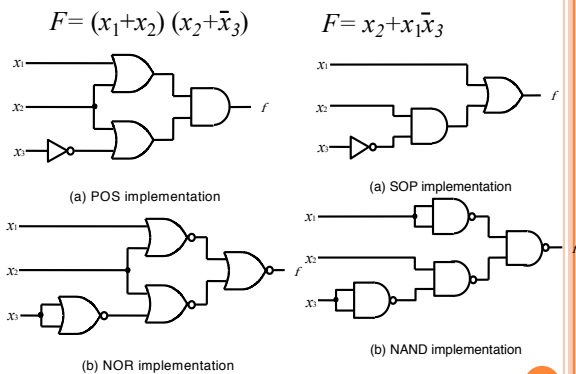 F= (x₁+x₂) (x₂+x̄₃)
x₁
x₂
x₃
f
(a) POS implementation
x₁
x₂
x₃
f
(b) NOR implementation
F= x₂+x₁x̄₃
x₁
x₂
x₃
f
(a) SOP implementation
x₁
x₂
x₃
f
(b) NAND implementation